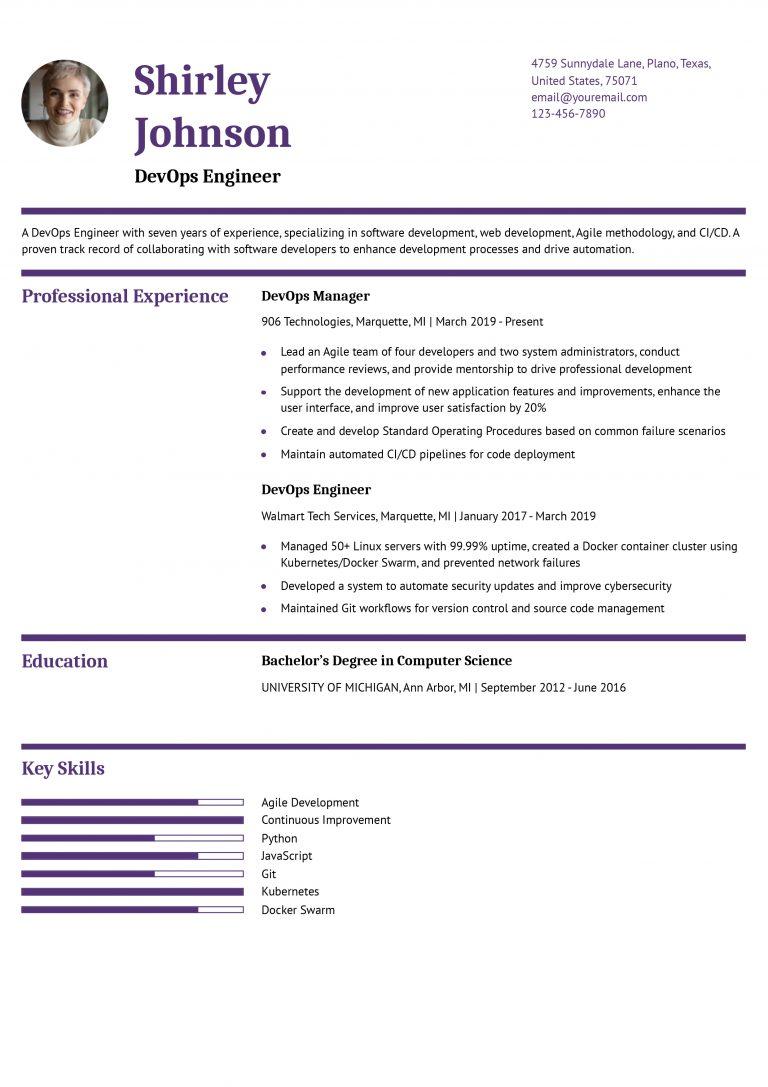 Shirley
Johnson
DevOps Engineer
4759 Sunnydale Lane, Plano, Texas,
United States, 75071
email@youremail.com
123-456-7890
A DevOps Engineer with seven years of experience, specializing in software development, web development, Agile methodology, and CI/CD. A
proven track record of collaborating with software developers to enhance development processes and drive automation.
Professional Experience
DevOps Manager
906 Technologies, Marquette, MI | March 2019 - Present
Lead an Agile team of four developers and two system administrators, conduct
performance reviews, and provide mentorship to drive professional development
Support the development of new application features and improvements, enhance the
user interface, and improve user satisfaction by 20%
Create and develop Standard Operating Procedures based on common failure scenarios
Maintain automated CI/CD pipelines for code deployment
DevOps Engineer
Walmart Tech Services, Marquette, MI | January 2017 - March 2019
Managed 50+ Linux servers with 99.99% uptime, created a Docker container cluster using
Kubernetes/Docker Swarm, and prevented network failures
Developed a system to automate security updates and improve cybersecurity
Maintained Git workflows for version control and source code management
Education
Bachelor’s Degree in Computer Science
UNIVERSITY OF MICHIGAN, Ann Arbor, MI | September 2012 - June 2016
Key Skills
Agile Development
Continuous Improvement
Python
JavaScript
Git
Kubernetes
Docker Swarm